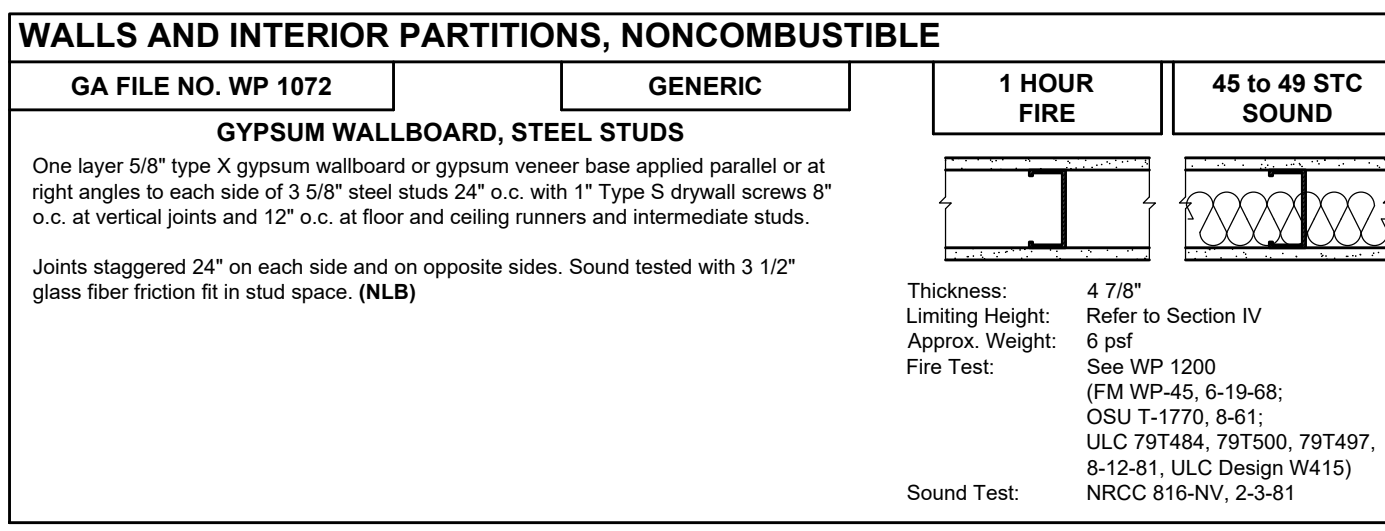 WALLS AND INTERIOR PARTITIONS, NONCOMBUSTIBLE
GA FILE NO. WP 1072
GENERIC
1 HOUR
FIRE
45 to 49 STC
SOUND
GYPSUM WALLBOARD, STEEL STUDS
One layer 5/8" type X gypsum wallboard or gypsum veneer base applied parallel or at
right angles to each side of 3 5/8" steel studs 24" o.c. with 1" Type S drywall screws 8"
o.c. at vertical joints and 12" o.c. at floor and ceiling runners and intermediate studs.
Joints staggered 24" on each side and on opposite sides. Sound tested with 3 1/2"
glass fiber friction fit in stud space. (NLB)
Thickness: 4 7/8"
Limiting Height: Refer to Section IV
Approx. Weight: 6 psf
Fire Test: See WP 1200
(FM WP-45, 6-19-68;
OSU T-1770, 8-61;
ULC 79T484, 79T500, 79T497,
8-12-81, ULC Design W415)
Sound Test: NRCC 816-NV, 2-3-81